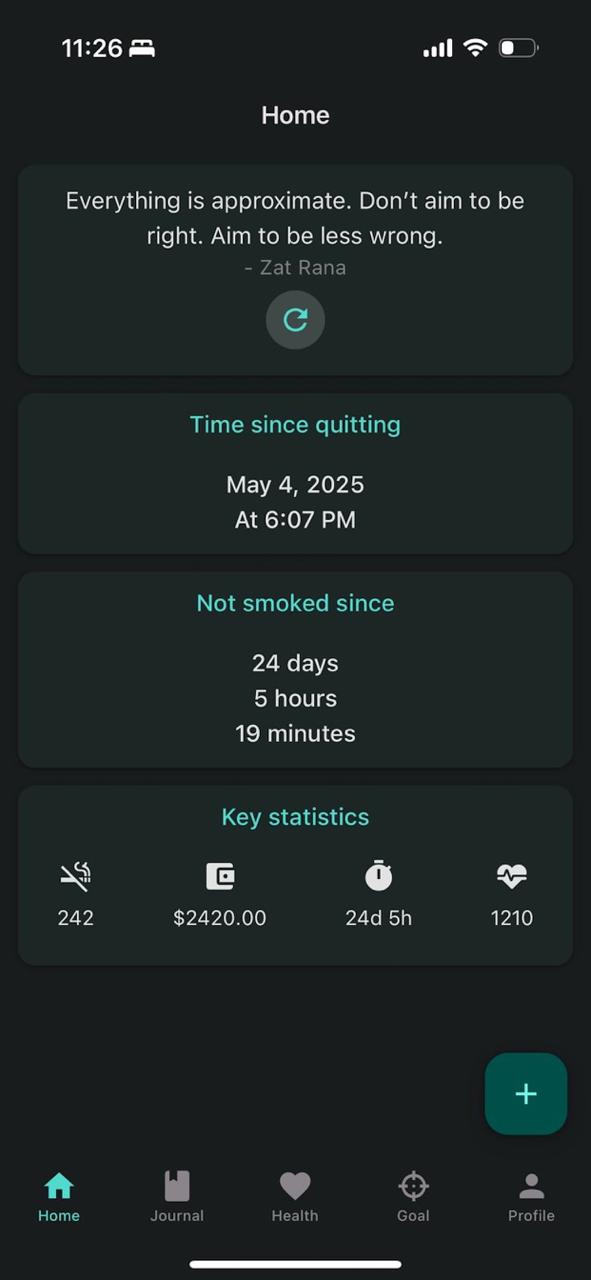 11:26
Home
Everything is approximate. Don’t aim to be
right. Aim to be less wrong.
- Zat Rana
Time since quitting
May 4, 2025
At 6:07 PM
Not smoked since
24 days
5 hours
19 minutes
Key statistics
242 $2420.00 24d 5h 1210
+
Home Journal Health Goal Profile